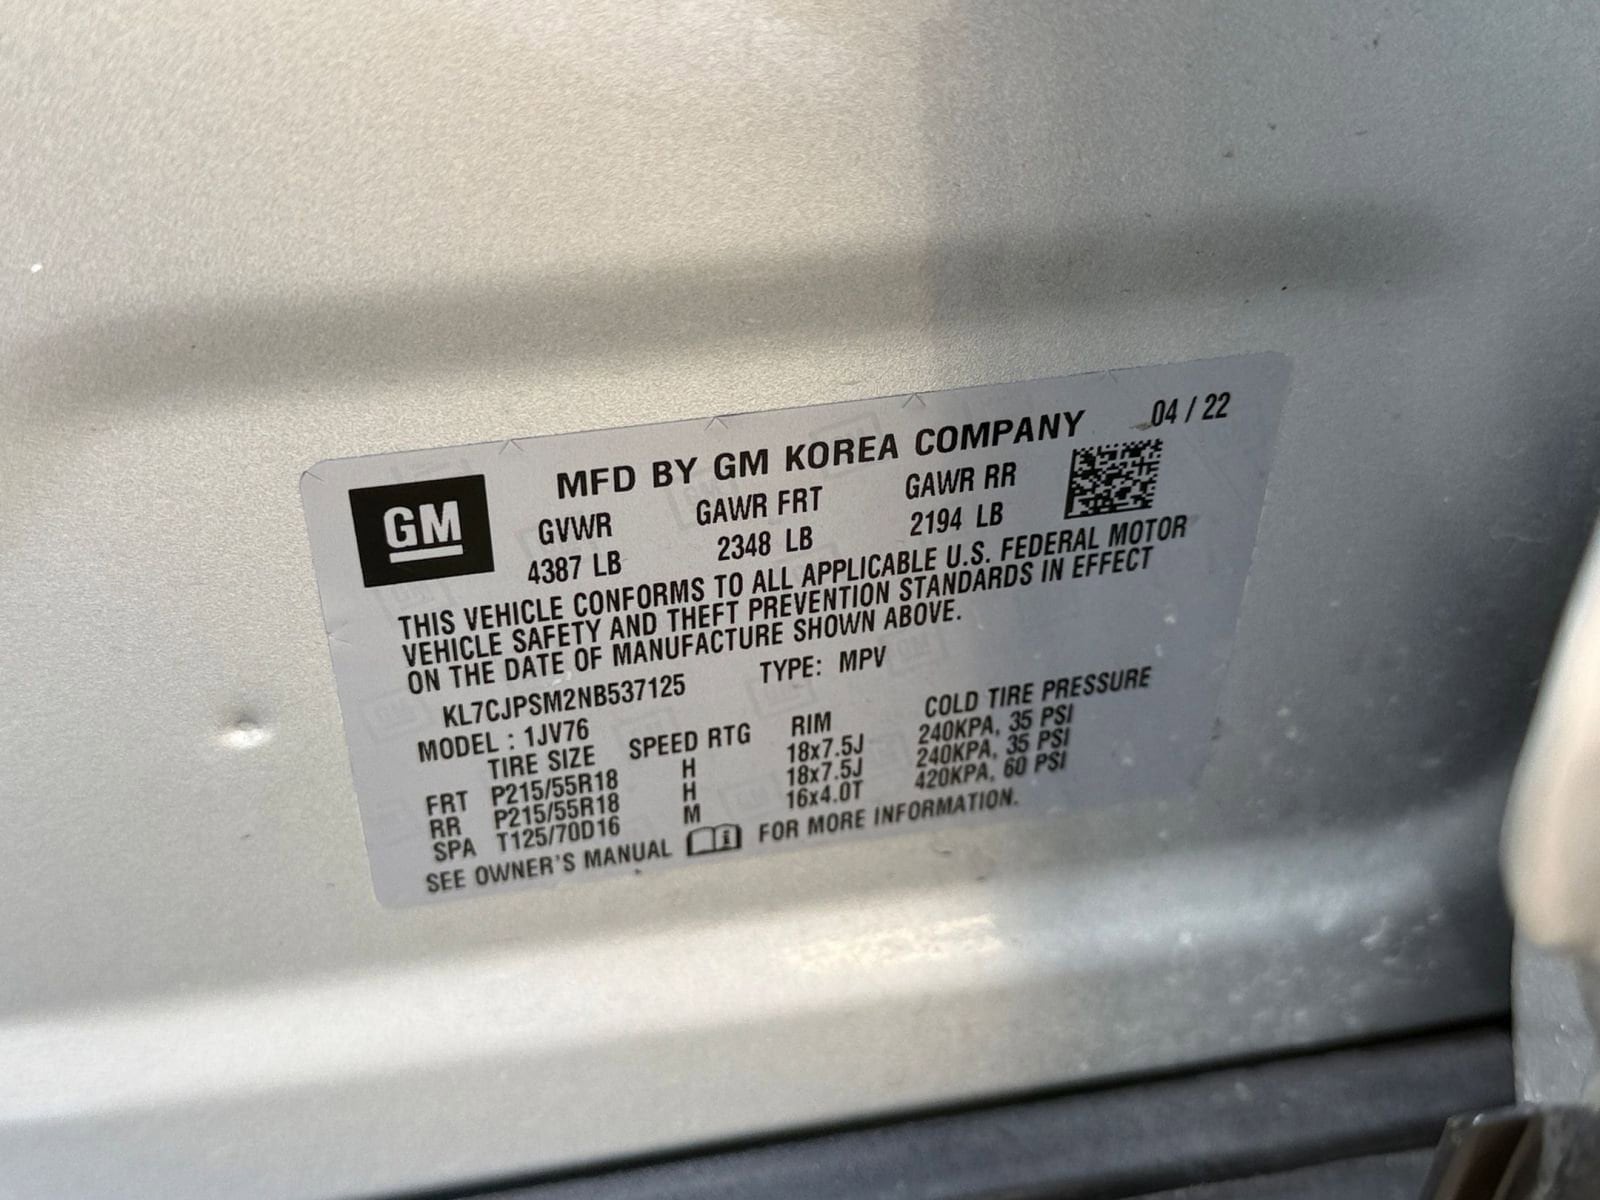 MFD BY GM KOREA COMPANY 04 / 22
GM
GVWR GAWR FRT GAWR RR
4387 LB 2348 LB 2194 LB
THIS VEHICLE CONFORMS TO ALL APPLICABLE U.S. FEDERAL MOTOR
VEHICLE SAFETY AND THEFT PREVENTION STANDARDS IN EFFECT
ON THE DATE OF MANUFACTURE SHOWN ABOVE.
KL7CJPSM2NB537125 TYPE: MPV
MODEL : 1JV76
TIRE SIZE SPEED RTG RIM COLD TIRE PRESSURE
FRT P215/55R18 H 18x7.5J 240KPA, 35 PSI
RR P215/55R18 H 18x7.5J 240KPA, 35 PSI
SPA T125/70D16 M 16x4.0T 420KPA, 60 PSI
SEE OWNER'S MANUAL i FOR MORE INFORMATION.